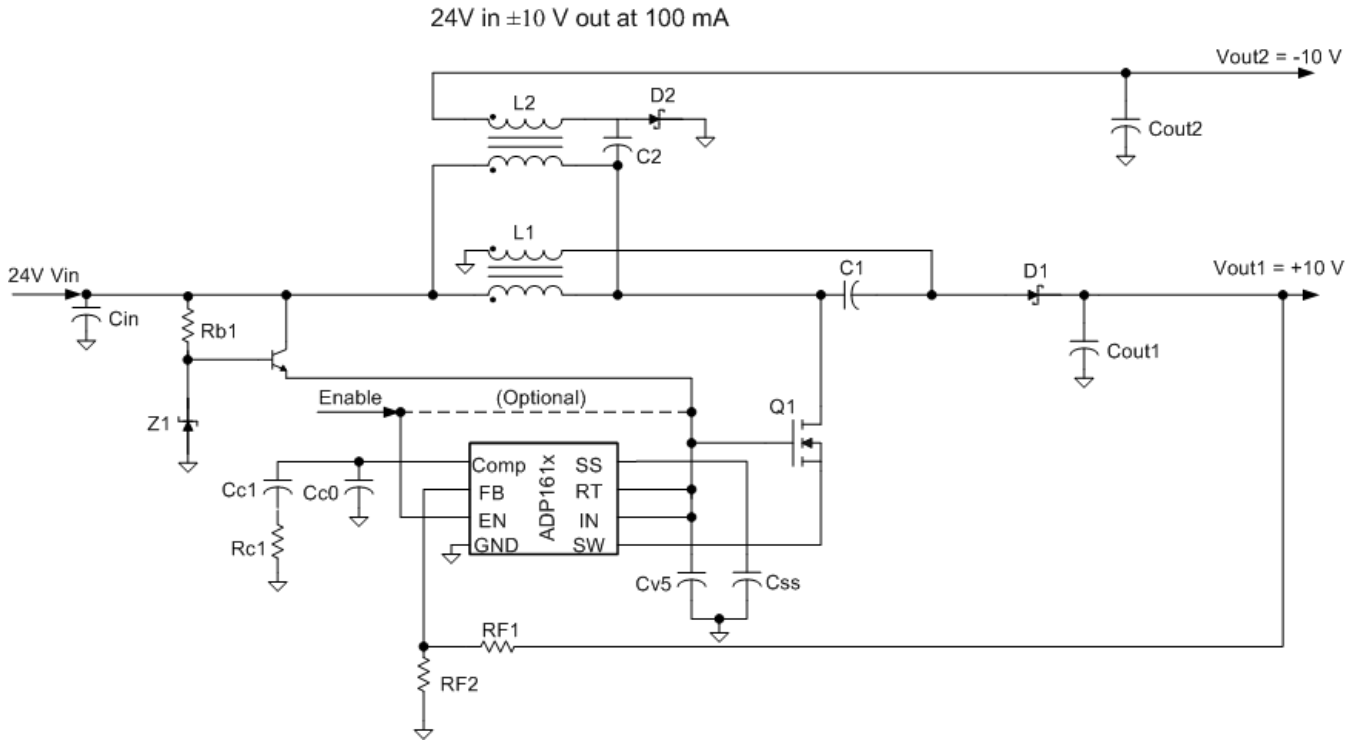 24V in ±10 V out at 100 mA
Vout2 = -10 V
L2
D2
C2
Cout2
L1
24V Vin
C1
D1
Vout1 = +10 V
Cin
Rb1
Cout1
Enable
(Optional)
Q1
Z1
Comp
SS
Cc1
Cc0
FB
RT
ADP161x
EN
IN
Rc1
GND
SW
Cv5
Css
RF1
RF2